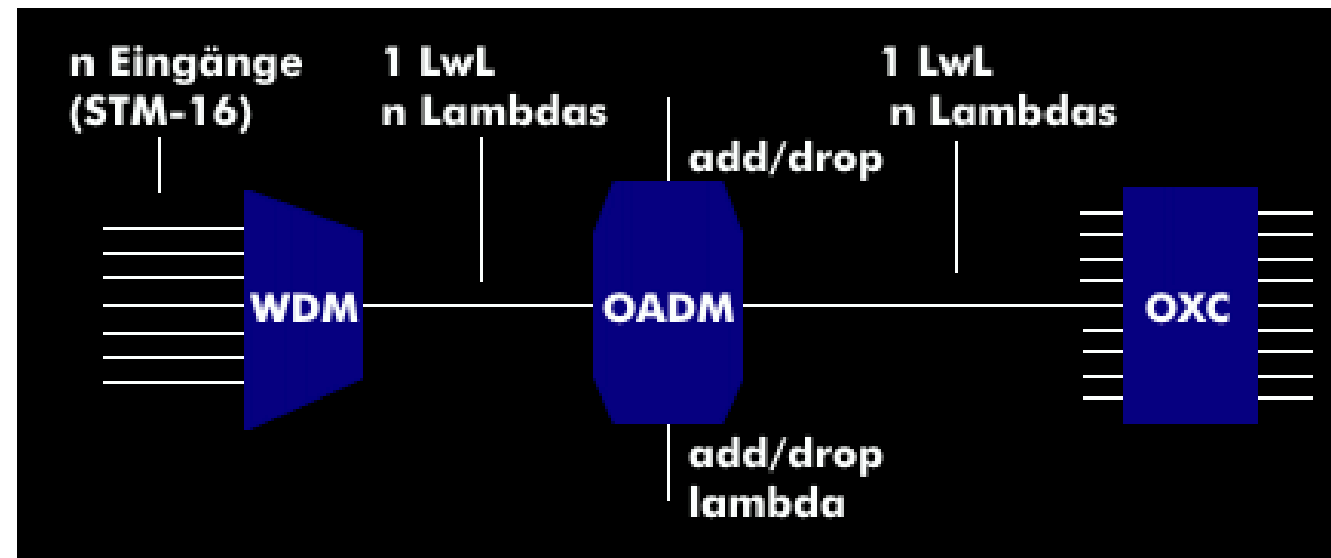 n Eingänge
(STM-16)
1 LwL
n Lambdas
1 LwL
n Lambdas
add/drop
WDM
OADM
OXC
add/drop
lambda